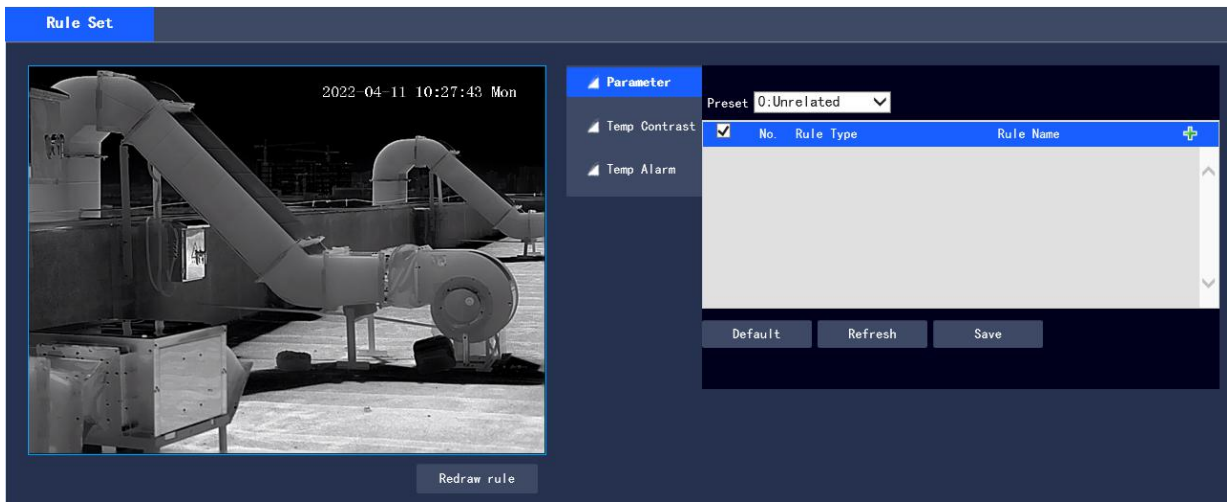 Rule Set
2022-04-11 10:27:43 Mon
Parameter
Temp Contrast
Temp Alarm
Preset 0:Unrelated
No. Rule Type Rule Name
Default Refresh Save
Redraw rule